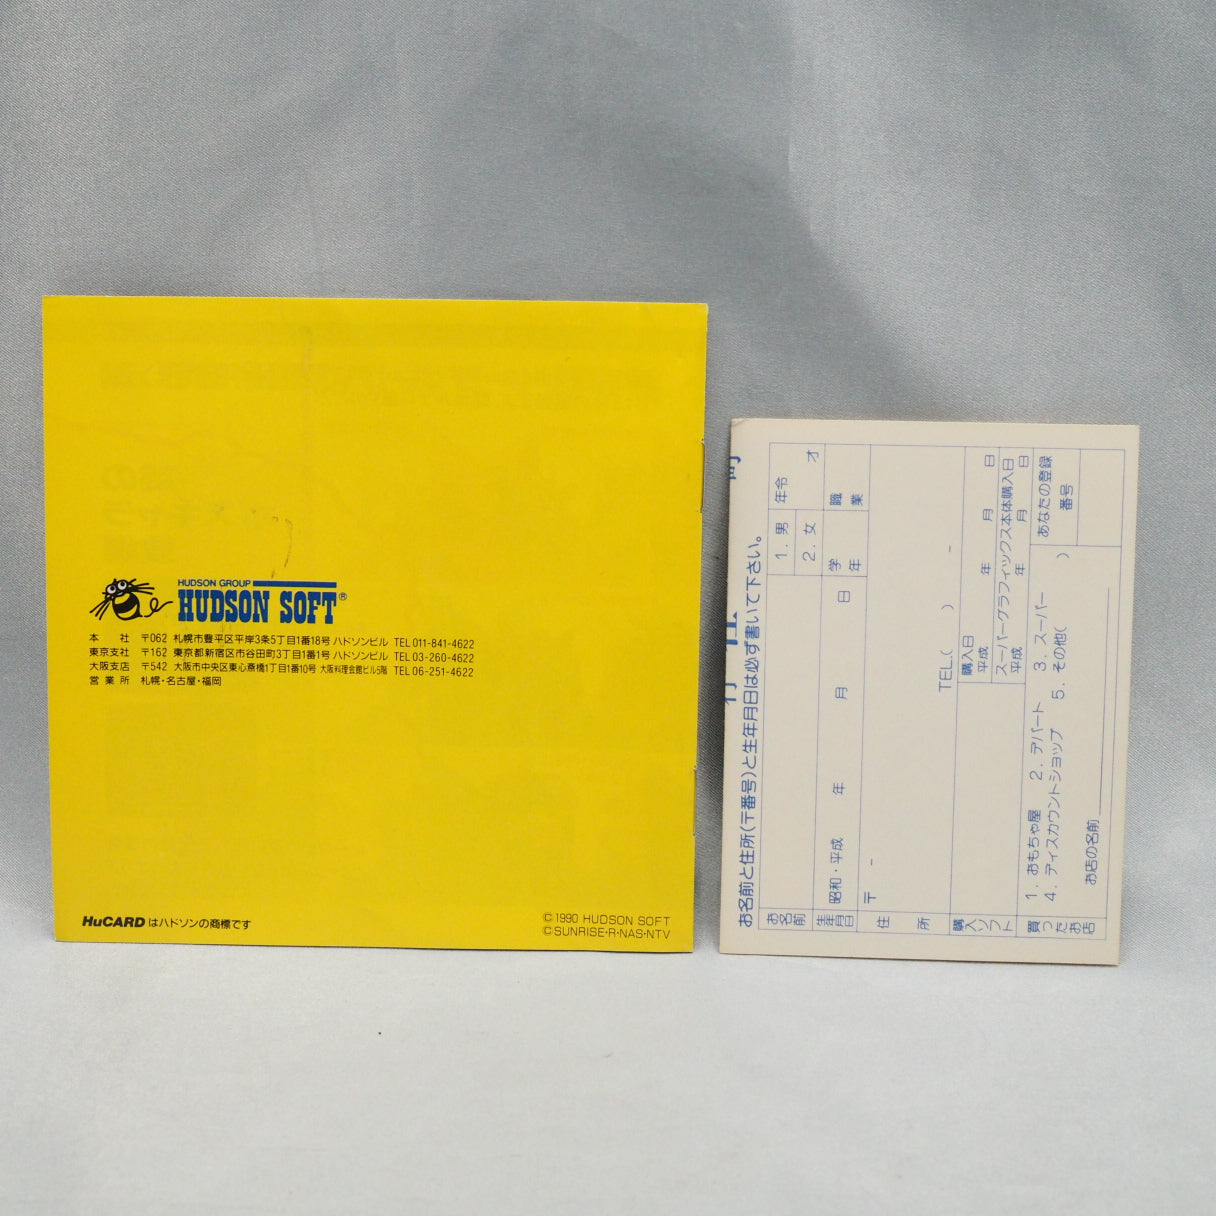 HUDSON GROUP
HUDSON SOFT®
本　社 〒062 札幌市豊平区平岸3条5丁目1番18号 ハドソンビル TEL 011-841-4622
東京支社 〒162 東京都新宿区市谷田町3丁目1番1号 ハドソンビル TEL 03-260-4622
大阪支店 〒542 大阪市中央区東心斎橋1丁目1番10号 大阪料理会館ビル5階 TEL 06-251-4622
営業所 札幌・名古屋・福岡
HuCARDはハドソンの商標です
©1990 HUDSON SOFT
©SUNRISE・R・NAS・NTV
お名前と住所(〒番号)と生年月日は必ず書いて下さい。
お名前
1. 男
2. 女
年令
才
生年月日
昭和・平成 年 月 日
学年
職業
住所
〒 -
TEL.( ) -
購入ソフト
購入日
平成 年 月 日
スーパーグラフィックス本体購入日
平成 年 月 日
買ったお店
1. おもちゃ屋 2. デパート 3. スーパー
4. ディスカウントショップ 5. その他( )
お店の名前
あなたの登録番号